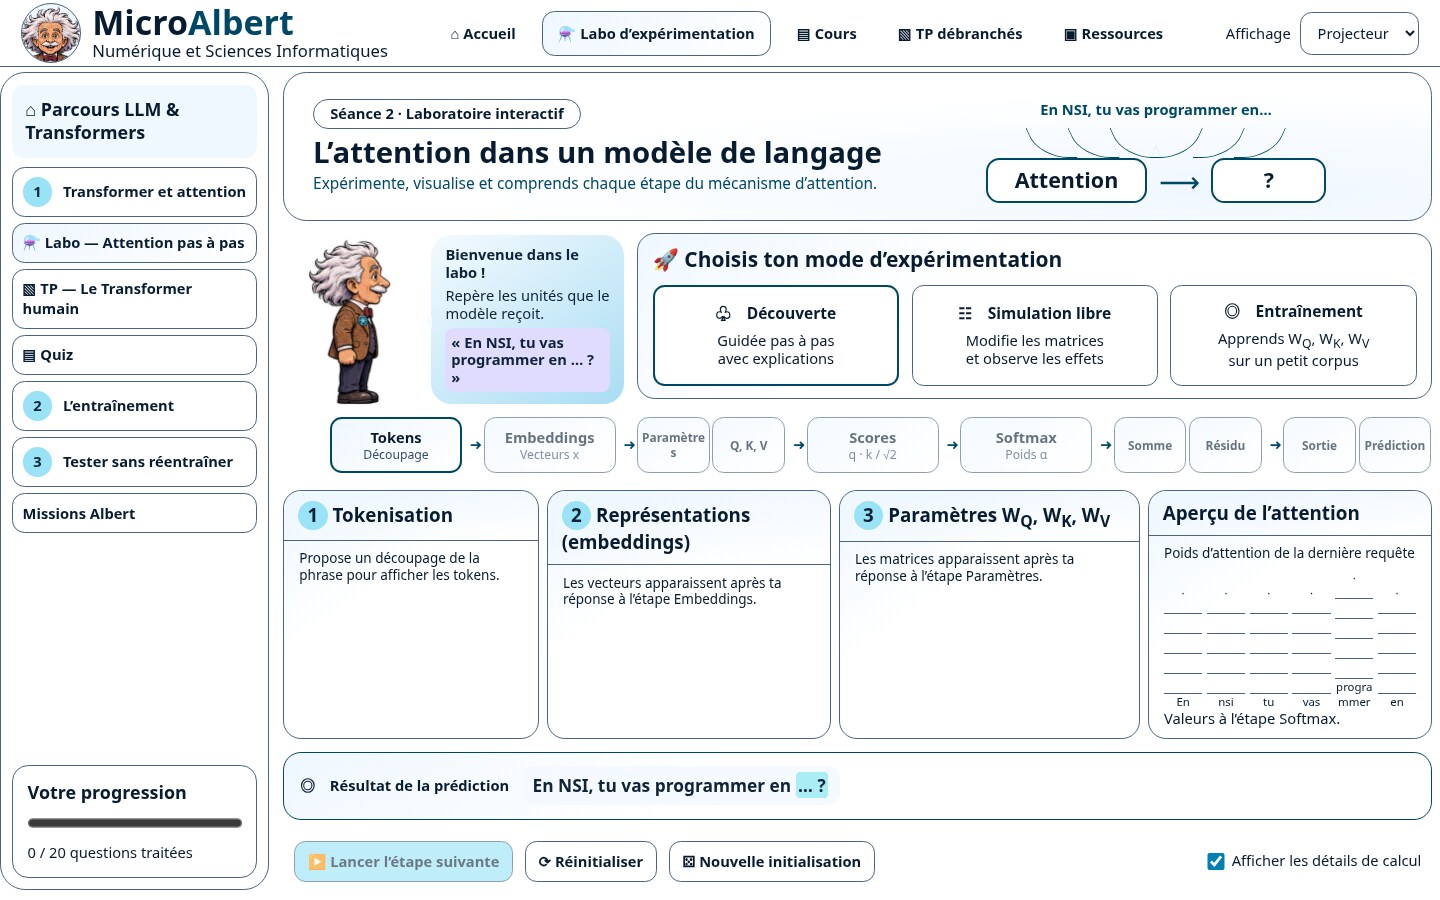 MicroAlbert
Numérique et Sciences Informatiques
⌂ Accueil
Labo d’expérimentation
▤ Cours
▧ TP débranchés
▣ Ressources
Affichage
Projecteur
⌂ Parcours LLM &
Transformers
1 Transformer et attention
Labo — Attention pas à pas
▧ TP — Le Transformer
humain
▤ Quiz
2 L’entraînement
3 Tester sans réentraîner
Missions Albert
Votre progression
0 / 20 questions traitées
Séance 2 · Laboratoire interactif
L’attention dans un modèle de langage
Expérimente, visualise et comprends chaque étape du mécanisme d’attention.
En NSI, tu vas programmer en...
Attention ⟶ ?
Bienvenue dans le
labo !
Repère les unités que le
modèle reçoit.
« En NSI, tu vas
programmer en ... ?
»
🚀 Choisis ton mode d’expérimentation
♧ Découverte
Guidée pas à pas
avec explications
☷ Simulation libre
Modifie les matrices
et observe les effets
◎ Entraînement
Apprends WQ, WK, WV
sur un petit corpus
Tokens
Découpage
➜
Embeddings
Vecteurs x
➜
Paramètre
s
Q, K, V
➜
Scores
q · k / √2
➜
Softmax
Poids α
➜
Somme
Résidu
➜
Sortie
Prédiction
1 Tokenisation
Propose un découpage de la
phrase pour afficher les tokens.
2 Représentations
(embeddings)
Les vecteurs apparaissent après ta
réponse à l’étape Embeddings.
3 Paramètres WQ, WK, WV
Les matrices apparaissent après ta
réponse à l’étape Paramètres.
Aperçu de l’attention
Poids d’attention de la dernière requête
· · · · · ·
En nsi tu vas progra
mmer en
Valeurs à l’étape Softmax.
◎ Résultat de la prédiction En NSI, tu vas programmer en ... ?
▶ Lancer l’étape suivante
⟳ Réinitialiser
⚄ Nouvelle initialisation
Afficher les détails de calcul